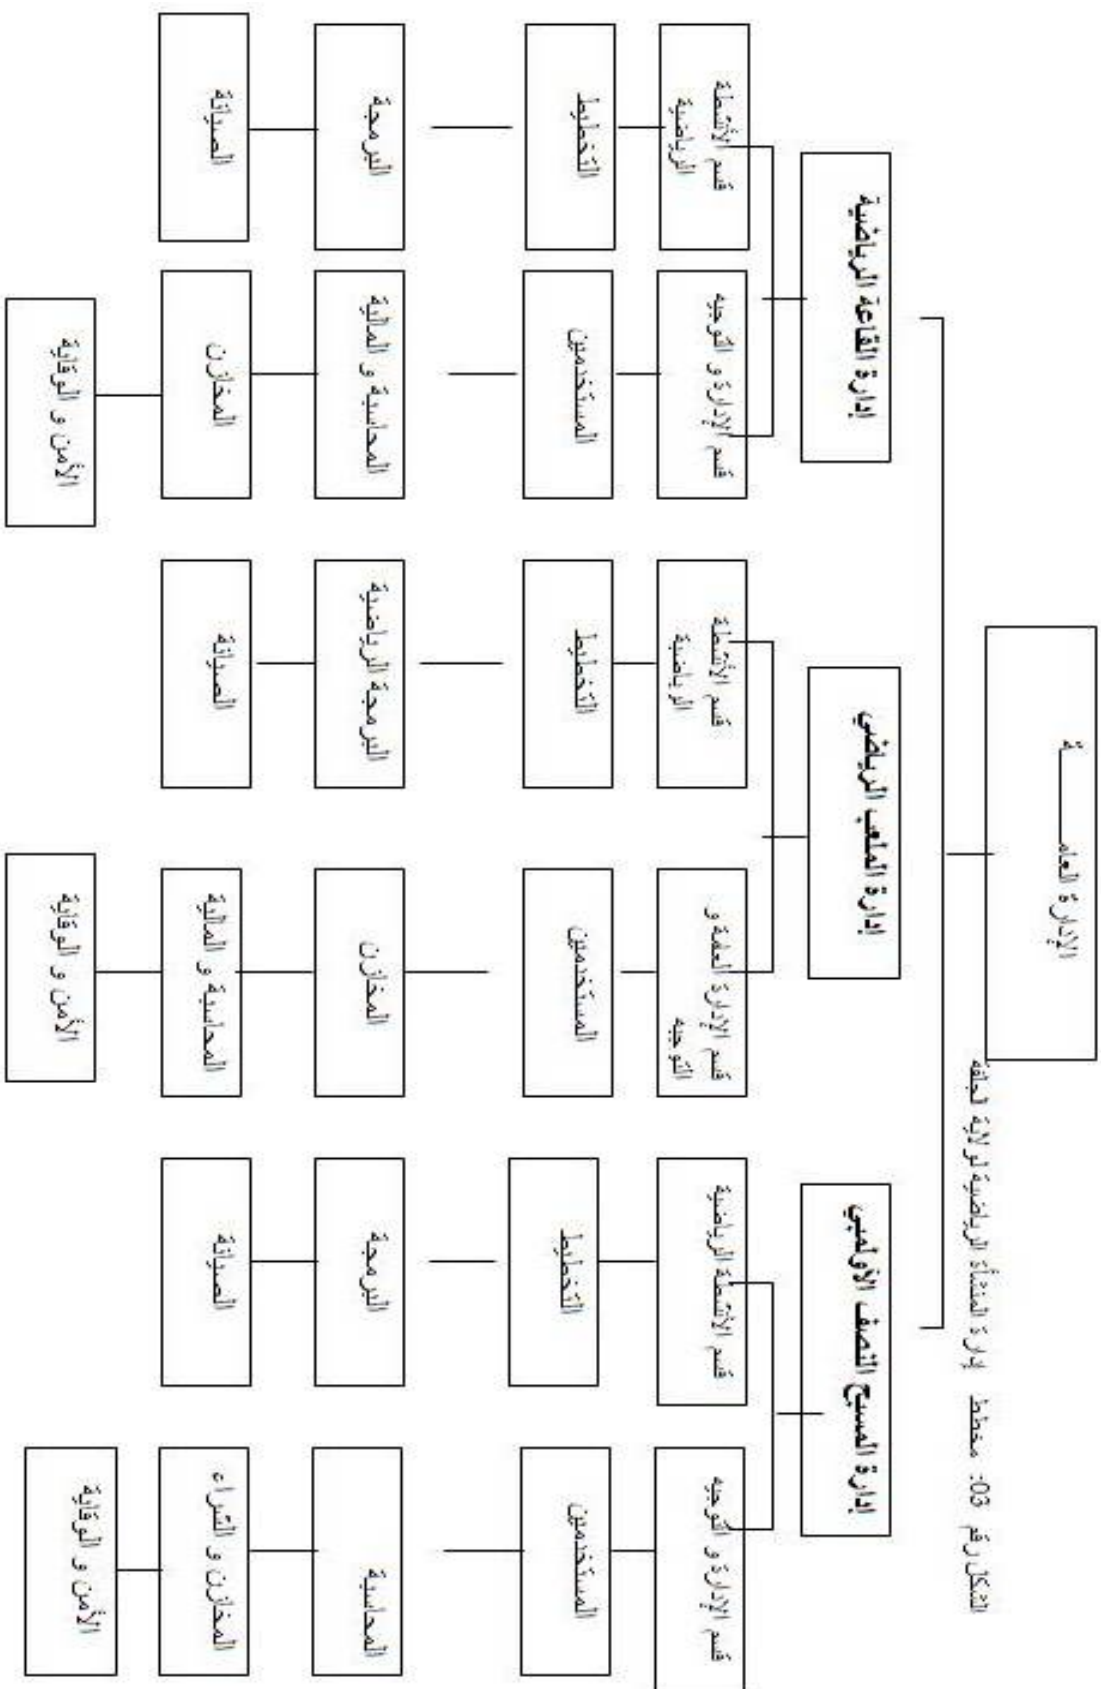 الإدارة العامـــــة
الشكل رقم 03: مخطط إدارة المنشأة الرياضية لولاية لجلفة
إدارة المسبح النصف الأولمبي
إدارة الملعب الرياضي
إدارة القاعة الرياضية
قسم الإدارة و التوجيه
قسم الأنشطة الرياضية
قسم الإدارة العامة و
التوجيه
قسم الأنشطة
الرياضية
قسم الإدارة و التوجيه
قسم الأنشطة
الرياضية
المستخدمين
التخطيط
المستخدمين
التخطيط
المستخدمين
التخطيط
المحاسبة
البرمجة
المخازن
البرمجة الرياضية
المحاسبة و المالية
البرمجة
المخازن و الشراء
الصيانة
المحاسبة و المالية
الصيانة
المخازن
الصيانة
الأمن و الوقاية
الأمن و الوقاية
الأمن و الوقاية